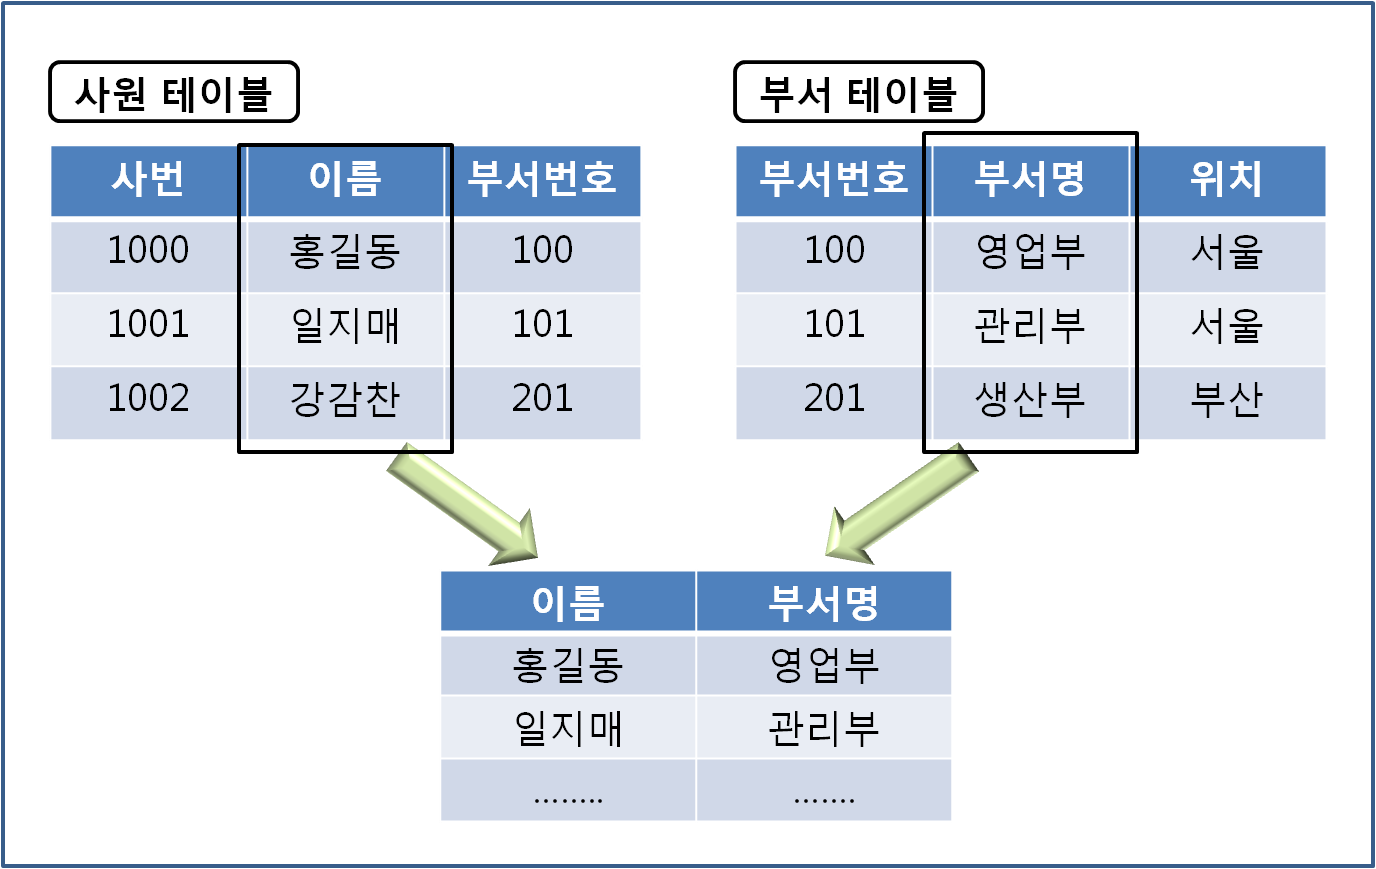 사원 테이블
사번 이름 부서번호
1000 홍길동 100
1001 일지매 101
1002 강감찬 201
부서 테이블
부서번호 부서명 위치
100 영업부 서울
101 관리부 서울
201 생산부 부산
이름 부서명
홍길동 영업부
일지매 관리부
........ .......